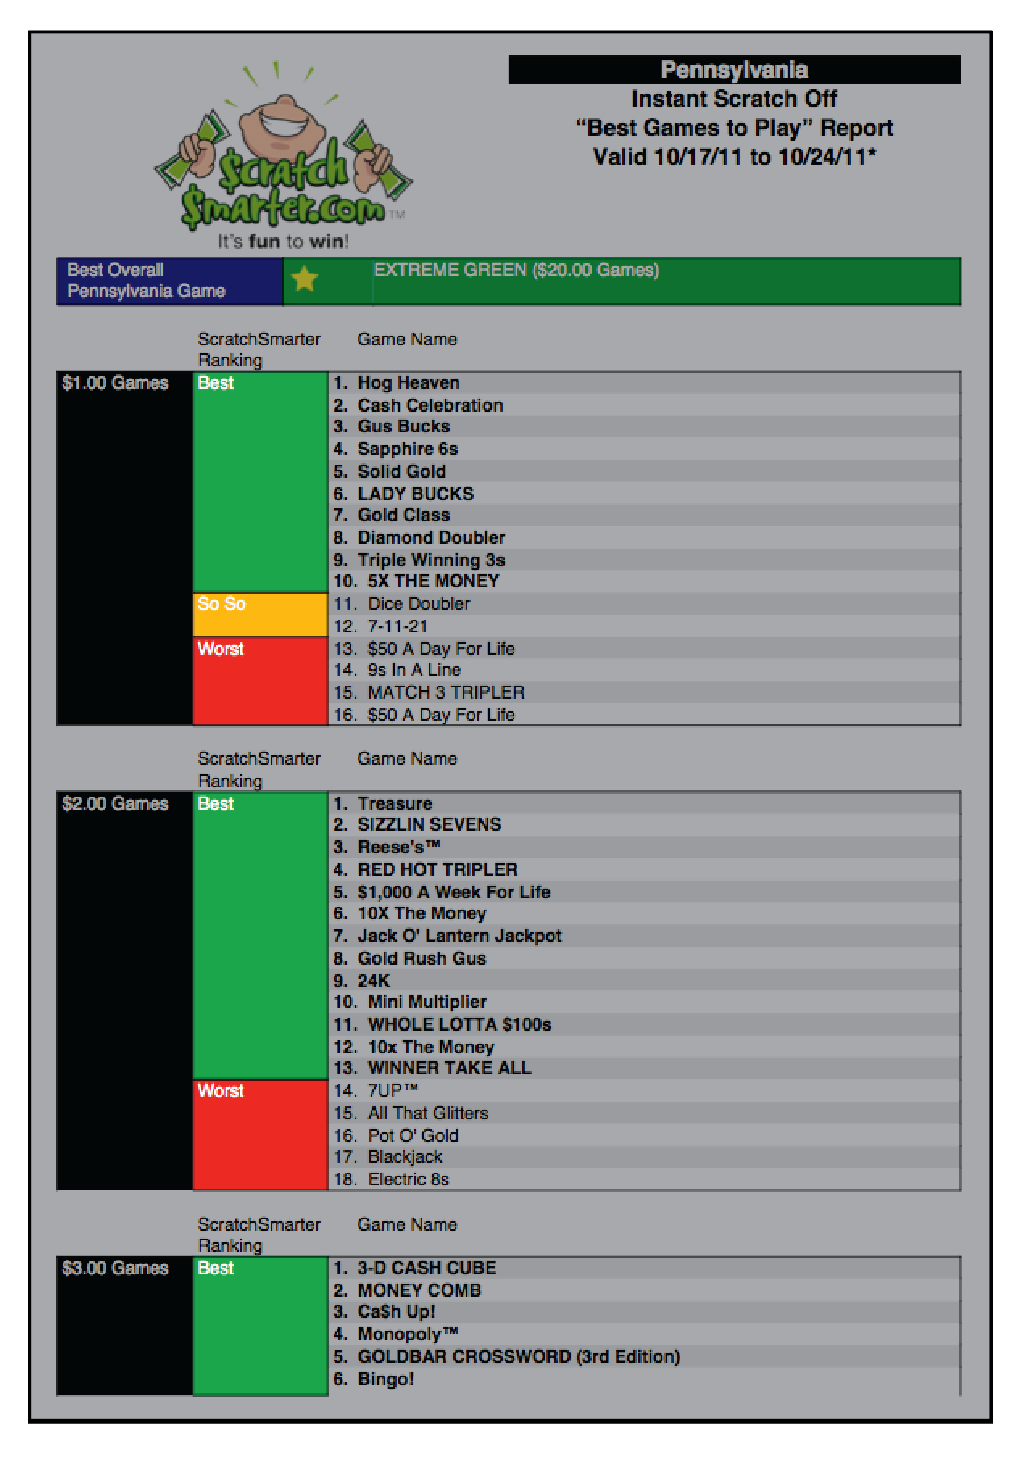 Pennsylvania
Instant Scratch Off
“Best Games to Play” Report
Valid 10/17/11 to 10/24/11*
$cratch
$marter.com™
It's fun to win!
Best Overall
Pennsylvania Game
EXTREME GREEN ($20.00 Games)
ScratchSmarter
Ranking
Game Name
$1.00 Games
Best
1. Hog Heaven
2. Cash Celebration
3. Gus Bucks
4. Sapphire 6s
5. Solid Gold
6. LADY BUCKS
7. Gold Class
8. Diamond Doubler
9. Triple Winning 3s
10. 5X THE MONEY
So So
11. Dice Doubler
12. 7-11-21
Worst
13. $50 A Day For Life
14. 9s In A Line
15. MATCH 3 TRIPLER
16. $50 A Day For Life
ScratchSmarter
Ranking
Game Name
$2.00 Games
Best
1. Treasure
2. SIZZLIN SEVENS
3. Reese's™
4. RED HOT TRIPLER
5. $1,000 A Week For Life
6. 10X The Money
7. Jack O' Lantern Jackpot
8. Gold Rush Gus
9. 24K
10. Mini Multiplier
11. WHOLE LOTTA $100s
12. 10x The Money
13. WINNER TAKE ALL
Worst
14. 7UP™
15. All That Glitters
16. Pot O' Gold
17. Blackjack
18. Electric 8s
ScratchSmarter
Ranking
Game Name
$3.00 Games
Best
1. 3-D CASH CUBE
2. MONEY COMB
3. Ca$h Up!
4. Monopoly™
5. GOLDBAR CROSSWORD (3rd Edition)
6. Bingo!